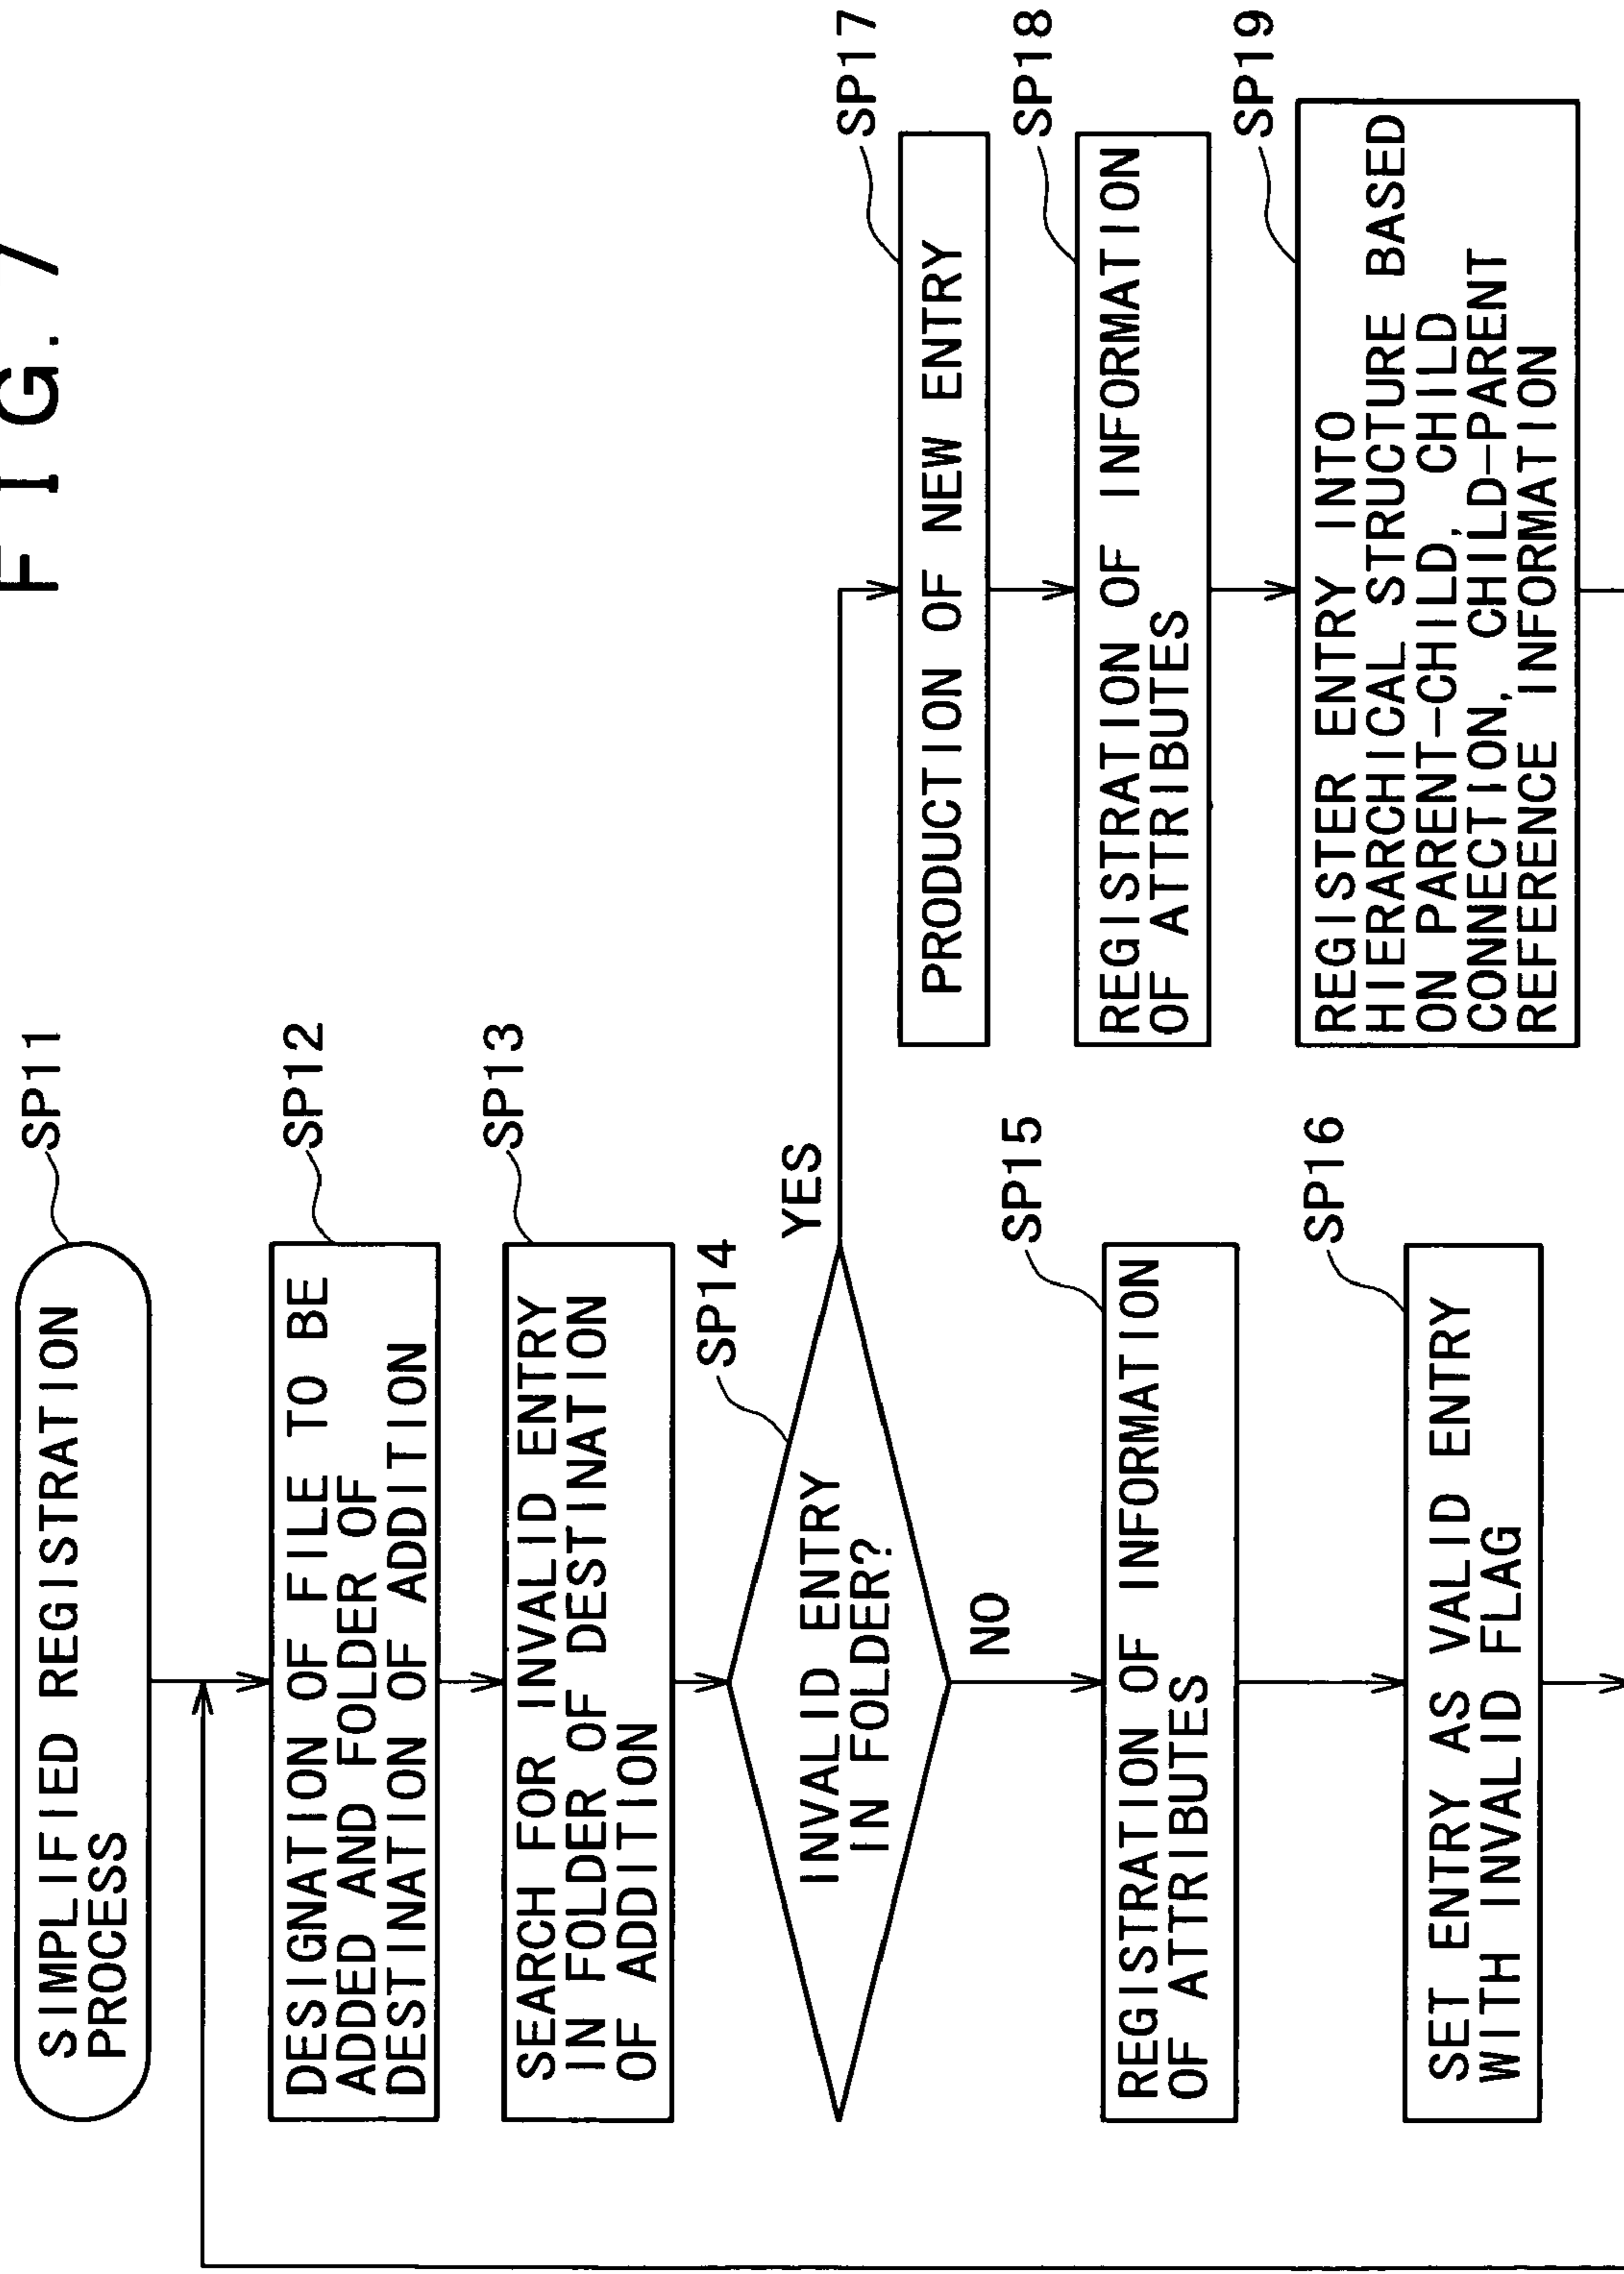 F I G. 7
SIMPLIFIED REGISTRATION
PROCESS
SP11
DESIGNATION OF FILE TO BE
ADDED AND FOLDER OF
DESTINATION OF ADDITION
SP12
SEARCH FOR INVALID ENTRY
IN FOLDER OF DESTINATION
OF ADDITION
SP13
INVALID ENTRY
IN FOLDER?
SP14
YES
NO
REGISTRATION OF INFORMATION
OF ATTRIBUTES
SP15
SET ENTRY AS VALID ENTRY
WITH INVALID FLAG
SP16
PRODUCTION OF NEW ENTRY
SP17
REGISTRATION OF INFORMATION
OF ATTRIBUTES
SP18
REGISTER ENTRY INTO
HIERARCHICAL STRUCTURE BASED
ON PARENT-CHILD, CHILD
CONNECTION, CHILD-PARENT
REFERENCE INFORMATION
SP19